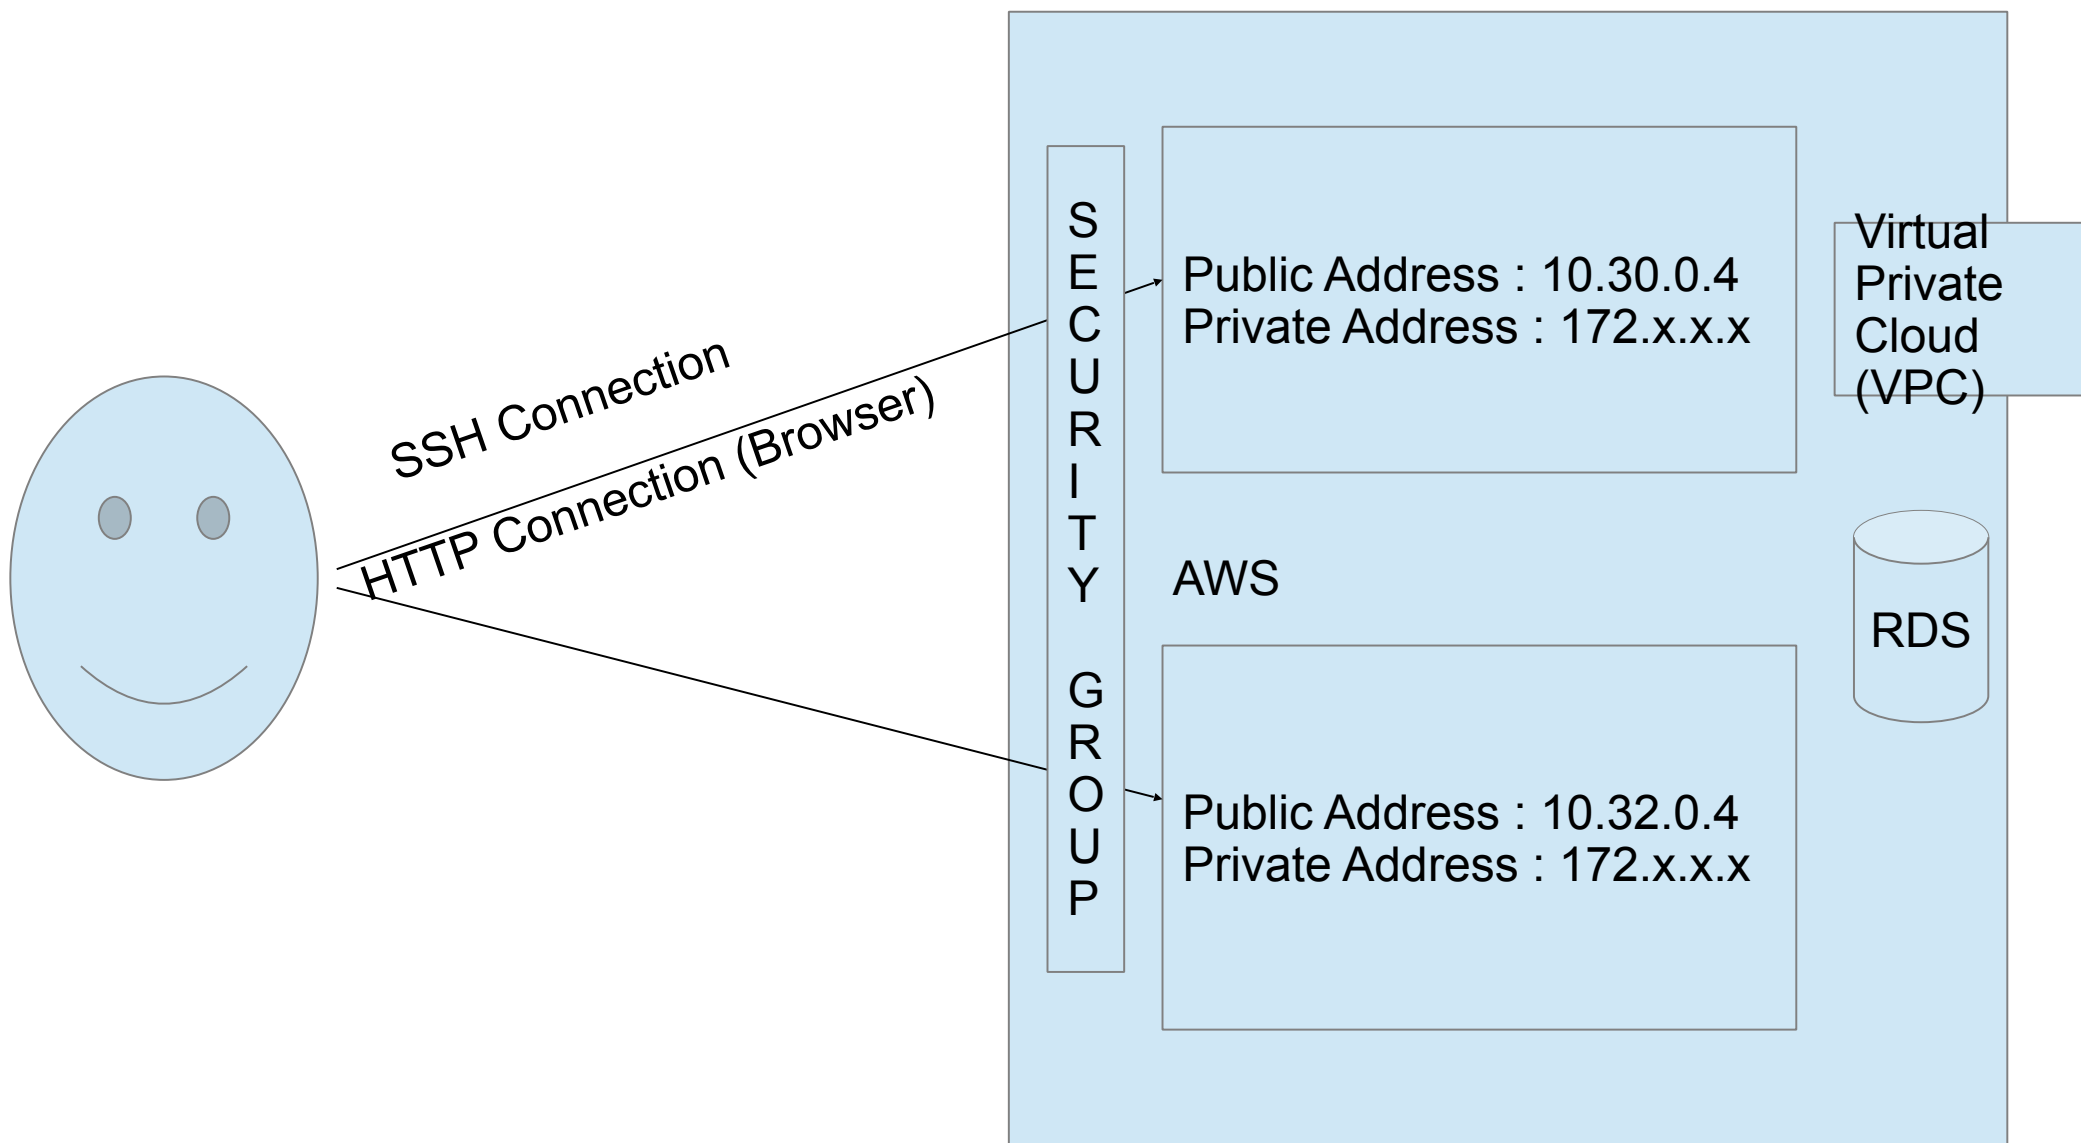 SSH Connection
HTTP Connection (Browser)
S
E
C
U
R
I
T
Y
G
R
O
U
P
Public Address : 10.30.0.4
Private Address : 172.x.x.x
Virtual
Private
Cloud
(VPC)
AWS
RDS
Public Address : 10.32.0.4
Private Address : 172.x.x.x